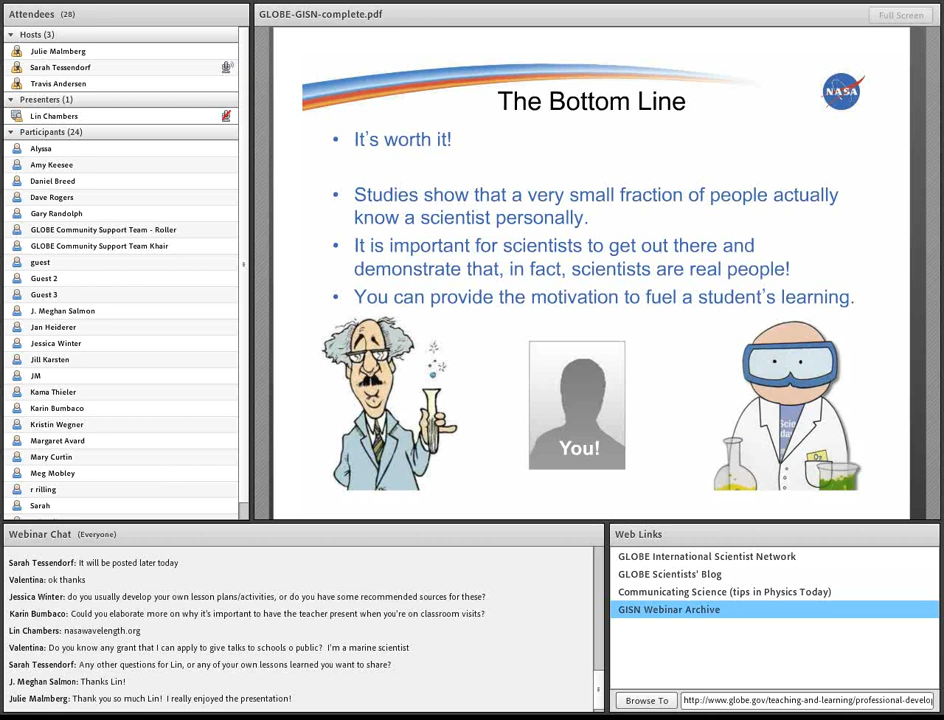 Attendees (28)
Hosts (3)
Julie Malmberg
Sarah Tessendorf
Travis Andersen
Presenters (1)
Lin Chambers
Participants (24)
Alyssa
Amy Keesee
Daniel Breed
Dave Rogers
Gary Randolph
GLOBE Community Support Team - Roller
GLOBE Community Support Team Khair
guest
Guest 2
Guest 3
J. Meghan Salmon
Jan Heiderer
Jessica Winter
Jill Karsten
JM
Kama Thieler
Karin Bumbaco
Kristin Wegner
Margaret Avard
Mary Curtin
Meg Mobley
r rilling
Sarah
GLOBE-GISN-complete.pdf
Full Screen
NASA
The Bottom Line
• It's worth it!
• Studies show that a very small fraction of people actually
know a scientist personally.
• It is important for scientists to get out there and
demonstrate that, in fact, scientists are real people!
• You can provide the motivation to fuel a student's learning.
You!
Webinar Chat (Everyone)
Sarah Tessendorf: It will be posted later today
Valentina: ok thanks
Jessica Winter: do you usually develop your own lesson plans/activities, or do you have some recommended sources for these?
Karin Bumbaco: Could you elaborate more on why it's important to have the teacher present when you're on classroom visits?
Lin Chambers: nasawavelength.org
Valentina: Do you know any grant that I can apply to give talks to schools o public? I'm a marine scientist
Sarah Tessendorf: Any other questions for Lin, or any of your own lessons learned you want to share?
J. Meghan Salmon: Thanks Lin!
Julie Malmberg: Thank you so much Lin! I really enjoyed the presentation!
Web Links
GLOBE International Scientist Network
GLOBE Scientists' Blog
Communicating Science (tips in Physics Today)
GISN Webinar Archive
Browse To
http://www.globe.gov/teaching-and-learning/professional-develop